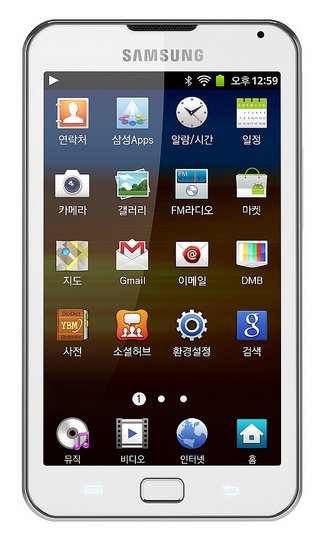 SAMSUNG
오후 12:59
연락처 삼성Apps 알람/시간 일정
카메라 갤러리 FM라디오 마켓
지도 Gmail 이메일 DMB
DioDict
YBM
사전 소셜허브 환경설정 검색
1
뮤직 비디오 인터넷 홈